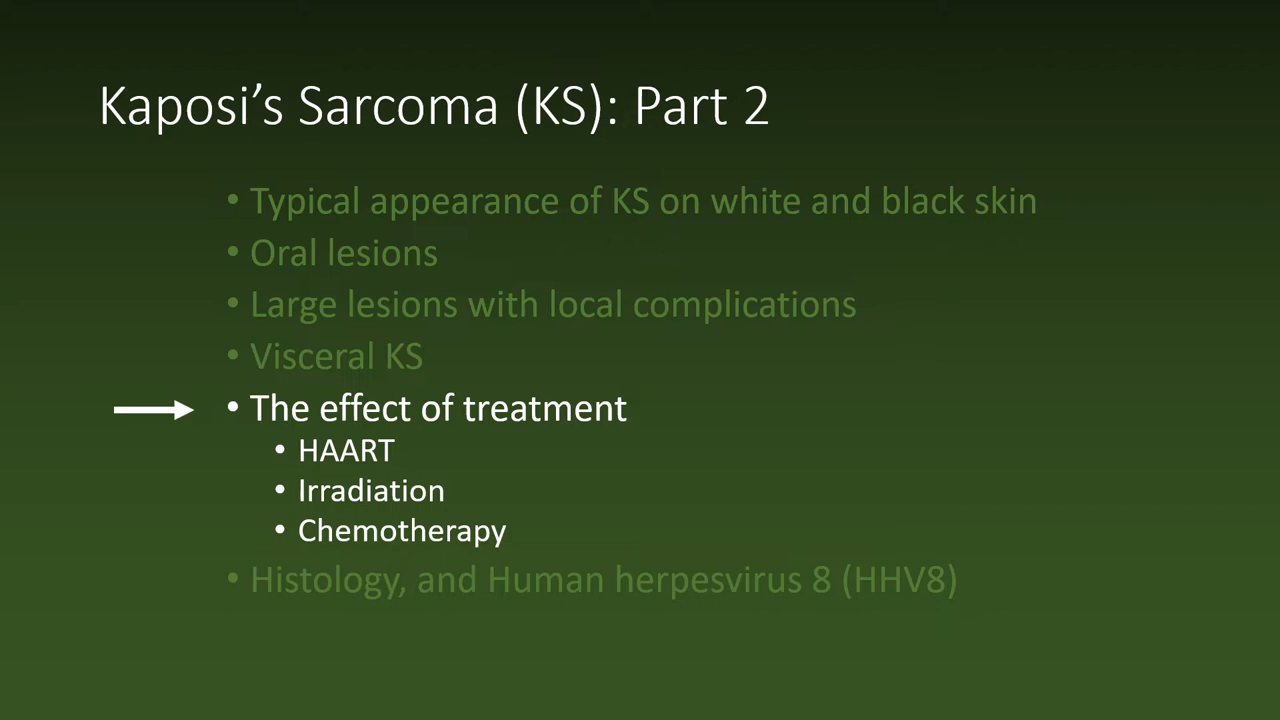 Kaposi’s Sarcoma (KS): Part 2
• Typical appearance of KS on white and black skin
• Oral lesions
• Large lesions with local complications
• Visceral KS
• The effect of treatment
• HAART
• Irradiation
• Chemotherapy
• Histology, and Human herpesvirus 8 (HHV8)